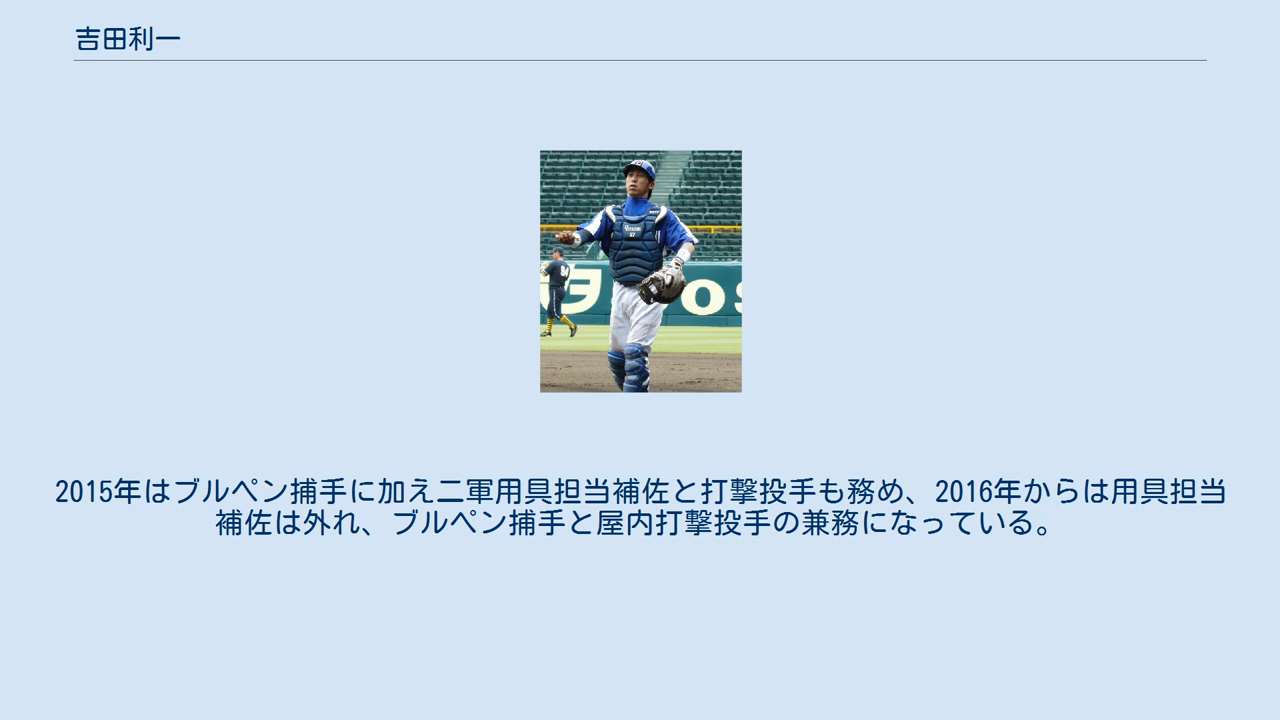 吉田利一
2015年はブルペン捕手に加え二軍用具担当補佐と打撃投手も務め、2016年からは用具担当
補佐は外れ、ブルペン捕手と屋内打撃投手の兼務になっている。